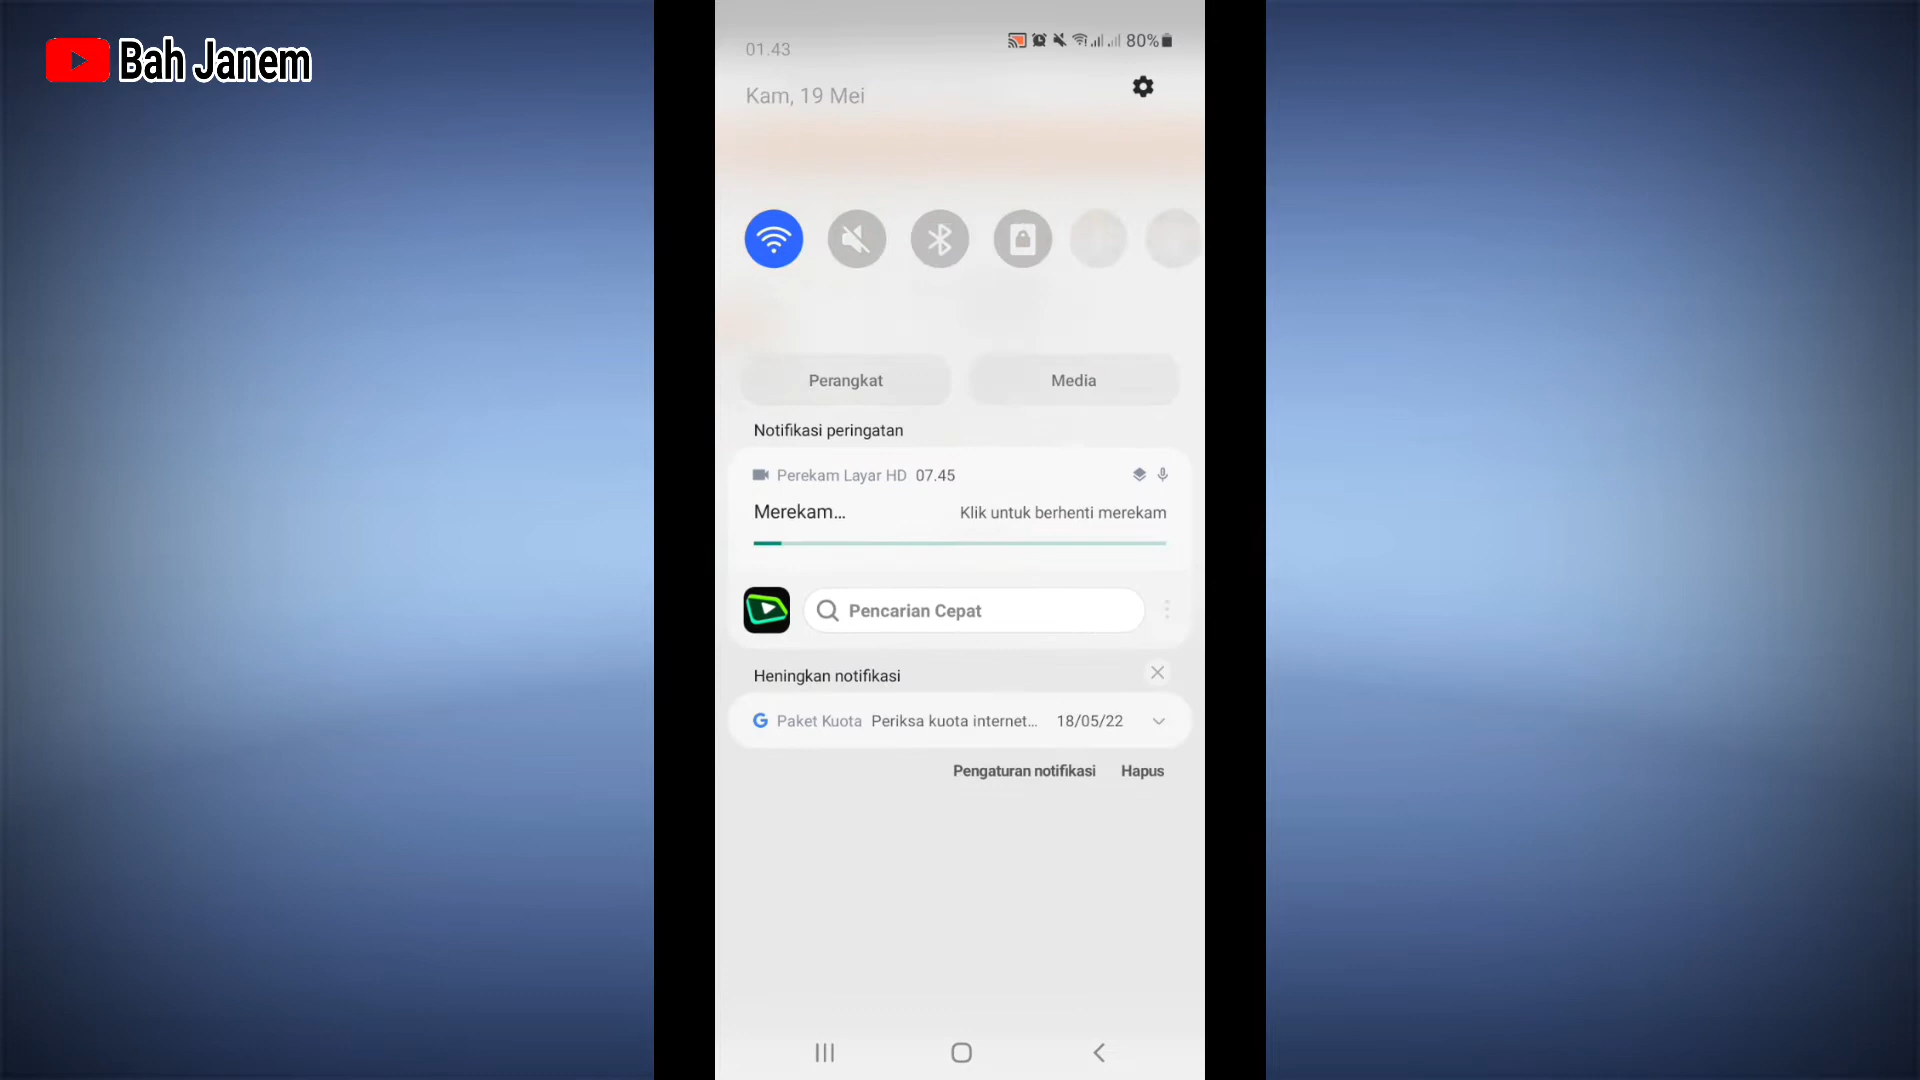 Bah Janem
01.43
80%
Kam, 19 Mei
Perangkat
Media
Notifikasi peringatan
Perekam Layar HD 07.45
Merekam...
Klik untuk berhenti merekam
Pencarian Cepat
Heningkan notifikasi
G Paket Kuota Periksa kuota internet... 18/05/22
Pengaturan notifikasi Hapus